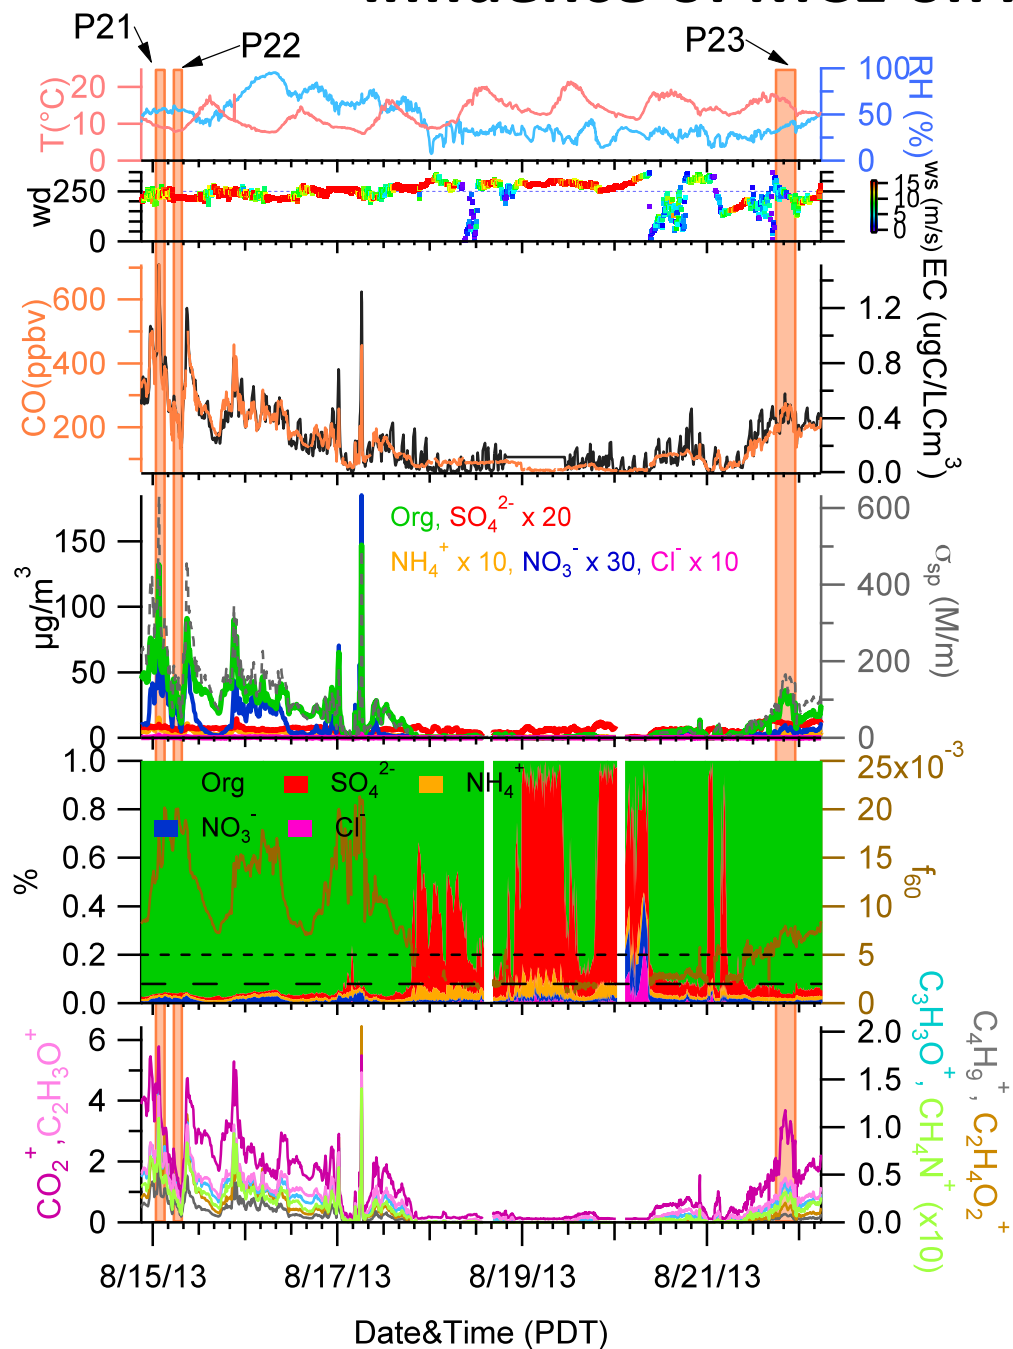 P21
P22
P23
T(°C)
20
10
0
100
50
0
RH (%)
wd
250
0
15
10
5
0
ws (m/s)
CO(ppbv)
600
400
200
1.2
0.8
0.4
0.0
EC (ugC/LCm³)
Org, SO₄²⁻ x 20
NH₄⁺ x 10, NO₃⁻ x 30, Cl⁻ x 10
µg/m³
150
100
50
0
600
400
200
0
σsp (M/m)
Org SO₄²⁻ NH₄⁺
NO₃⁻ Cl⁻
%
1.0
0.8
0.6
0.4
0.2
0.0
25x10⁻³
20
15
10
5
0
f₆₀
CO₂⁺, C₂H₃O⁺
6
4
2
0
2.0
1.5
1.0
0.5
0.0
C₃H₃O⁺, CH₄N⁺ (x10)
C₄H₉⁺, C₂H₄O₂⁺
8/15/13 8/17/13 8/19/13 8/21/13
Date&Time (PDT)